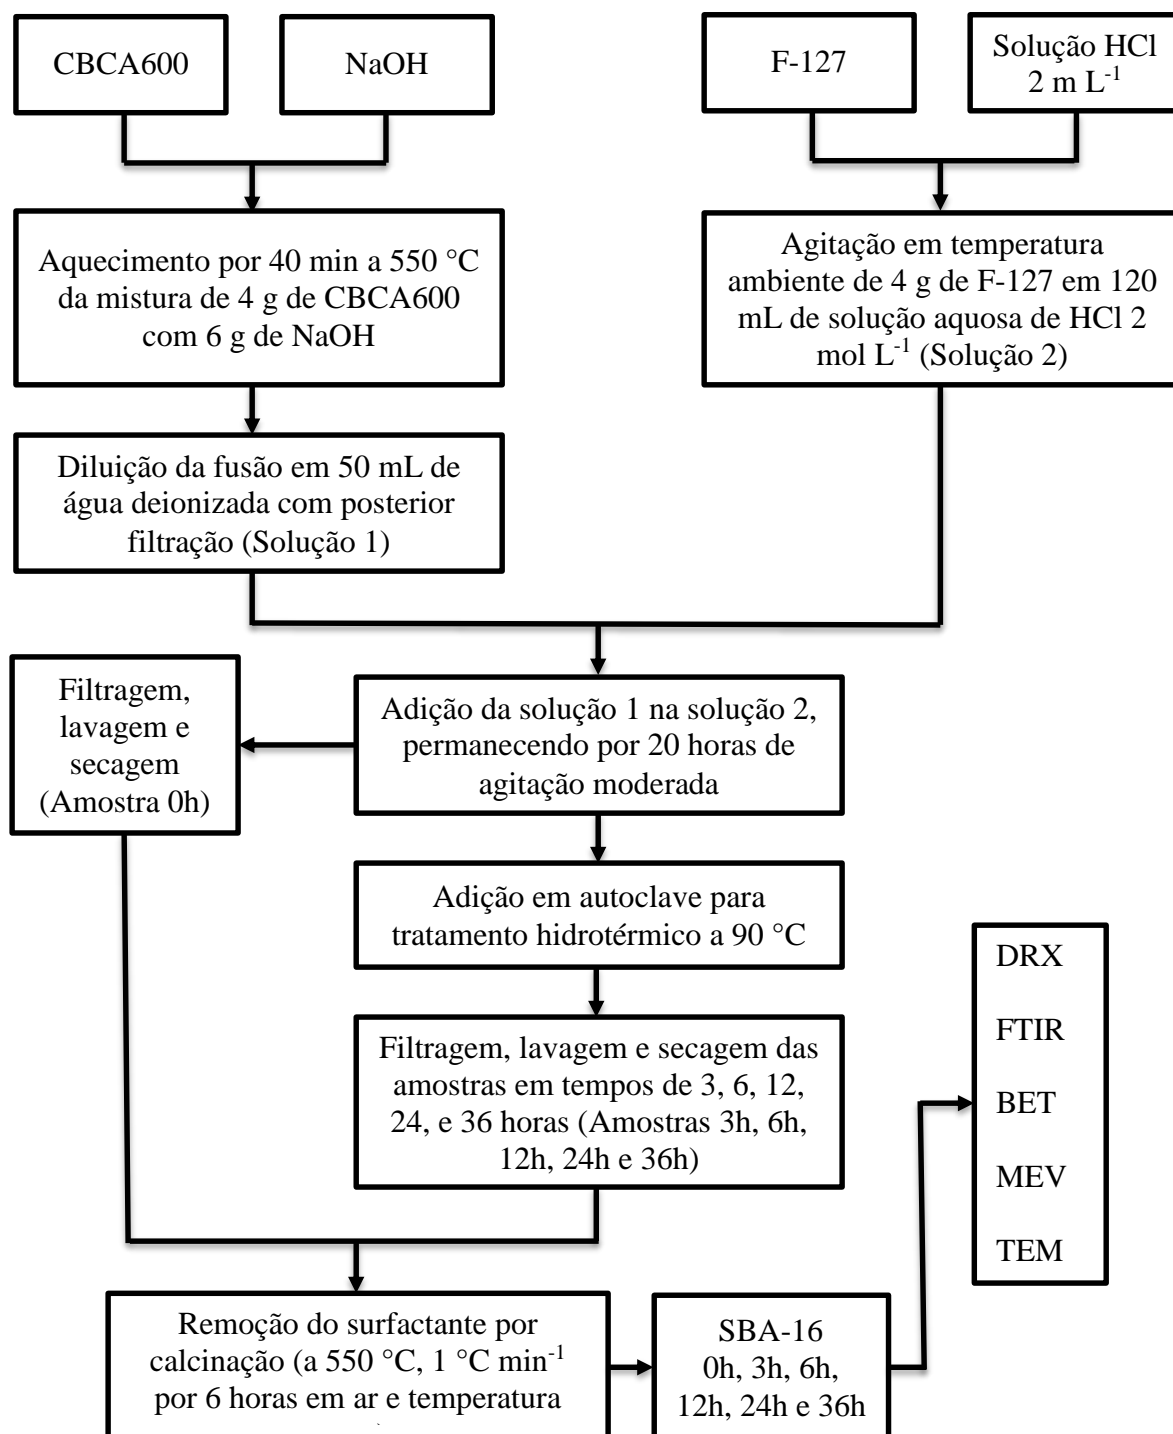 CBCA600
NaOH
F-127
Solução HCl
2 m L-1
Aquecimento por 40 min a 550 °C
da mistura de 4 g de CBCA600
com 6 g de NaOH
Agitação em temperatura
ambiente de 4 g de F-127 em 120
mL de solução aquosa de HCl 2
mol L-1 (Solução 2)
Diluição da fusão em 50 mL de
água deionizada com posterior
filtração (Solução 1)
Filtragem,
lavagem e
secagem
(Amostra 0h)
Adição da solução 1 na solução 2,
permanecendo por 20 horas de
agitação moderada
Adição em autoclave para
tratamento hidrotérmico a 90 °C
Filtragem, lavagem e secagem das
amostras em tempos de 3, 6, 12,
24, e 36 horas (Amostras 3h, 6h,
12h, 24h e 36h)
DRX
FTIR
BET
MEV
TEM
Remoção do surfactante por
calcinação (a 550 °C, 1 °C min-1
por 6 horas em ar e temperatura
SBA-16
0h, 3h, 6h,
12h, 24h e 36h